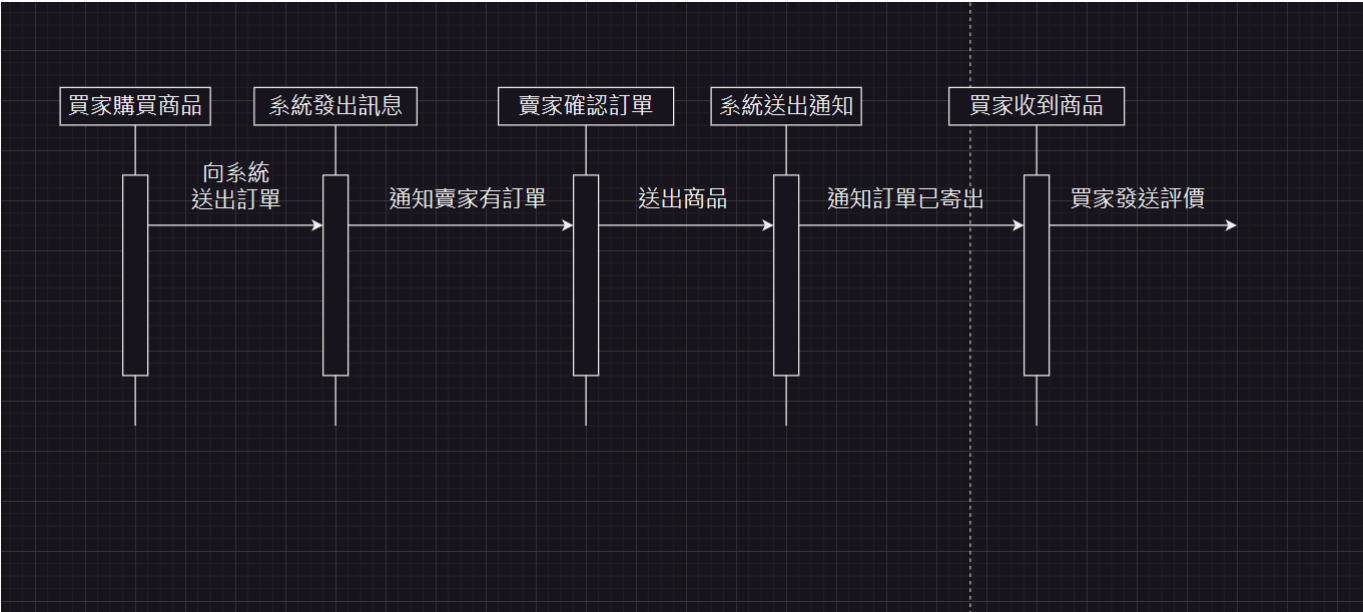 買家購買商品
系統發出訊息
賣家確認訂單
系統送出通知
買家收到商品
向系統
送出訂單
通知賣家有訂單
送出商品
通知訂單已寄出
買家發送評價